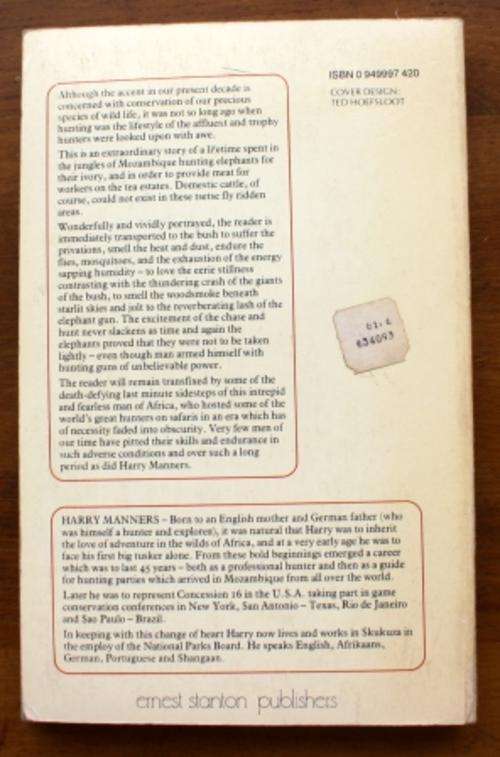 Although the accent in our present decade is
concerned with conservation of our precious
species of wild life, it was not so long ago when
hunting was the lifestyle of the affluent and trophy
hunters were looked upon with awe.
This is an extraordinary story of a lifetime spent in
the jungles of Mozambique hunting elephants for
their ivory, and in order to provide meat for
workers on the tea estates. Domestic cattle, of
course, could not exist in these tsetse fly ridden
areas.
Wonderfully and vividly portrayed, the reader is
immediately transported to the bush to suffer the
privations, smell the heat and dust, endure the
flies, mosquitoes, and the exhaustion of the energy
sapping humidity – to love the eerie stillness
contrasting with the thundering crash of the giants
of the bush, to smell the woodsmoke beneath
starlit skies and jolt to the reverberating lash of the
elephant gun. The excitement of the chase and
hunt never slackens as time and again the
elephants proved that they were not to be taken
lightly – even though man armed himself with
hunting guns of unbelievable power.
The reader will remain transfixed by some of the
death-defying last minute sidesteps of this intrepid
and fearless man of Africa, who hosted some of the
world's great hunters on safaris in an era which has
of necessity faded into obscurity. Very few men of
our time have pitted their skills and endurance in
such adverse conditions and over such a long
period as did Harry Manners.
ISBN 0 949997 420
COVER DESIGN:
TED HOEFSLOOT
634093
HARRY MANNERS – Born to an English mother and German father (who
was himself a hunter and explorer), it was natural that Harry was to inherit
the love of adventure in the wilds of Africa, and at a very early age he was to
face his first big tusker alone. From these bold beginnings emerged a career
which was to last 45 years – both as a professional hunter and then as a guide
for hunting parties which arrived in Mozambique from all over the world.
Later he was to represent Concession 16 in the U.S.A. taking part in game
conservation conferences in New York, San Antonio – Texas, Rio de Janeiro
and Sao Paulo – Brazil.
In keeping with this change of heart Harry now lives and works in Skukuza in
the employ of the National Parks Board. He speaks English, Afrikaans,
German, Portuguese and Shangaan.
ernest stanton publishers